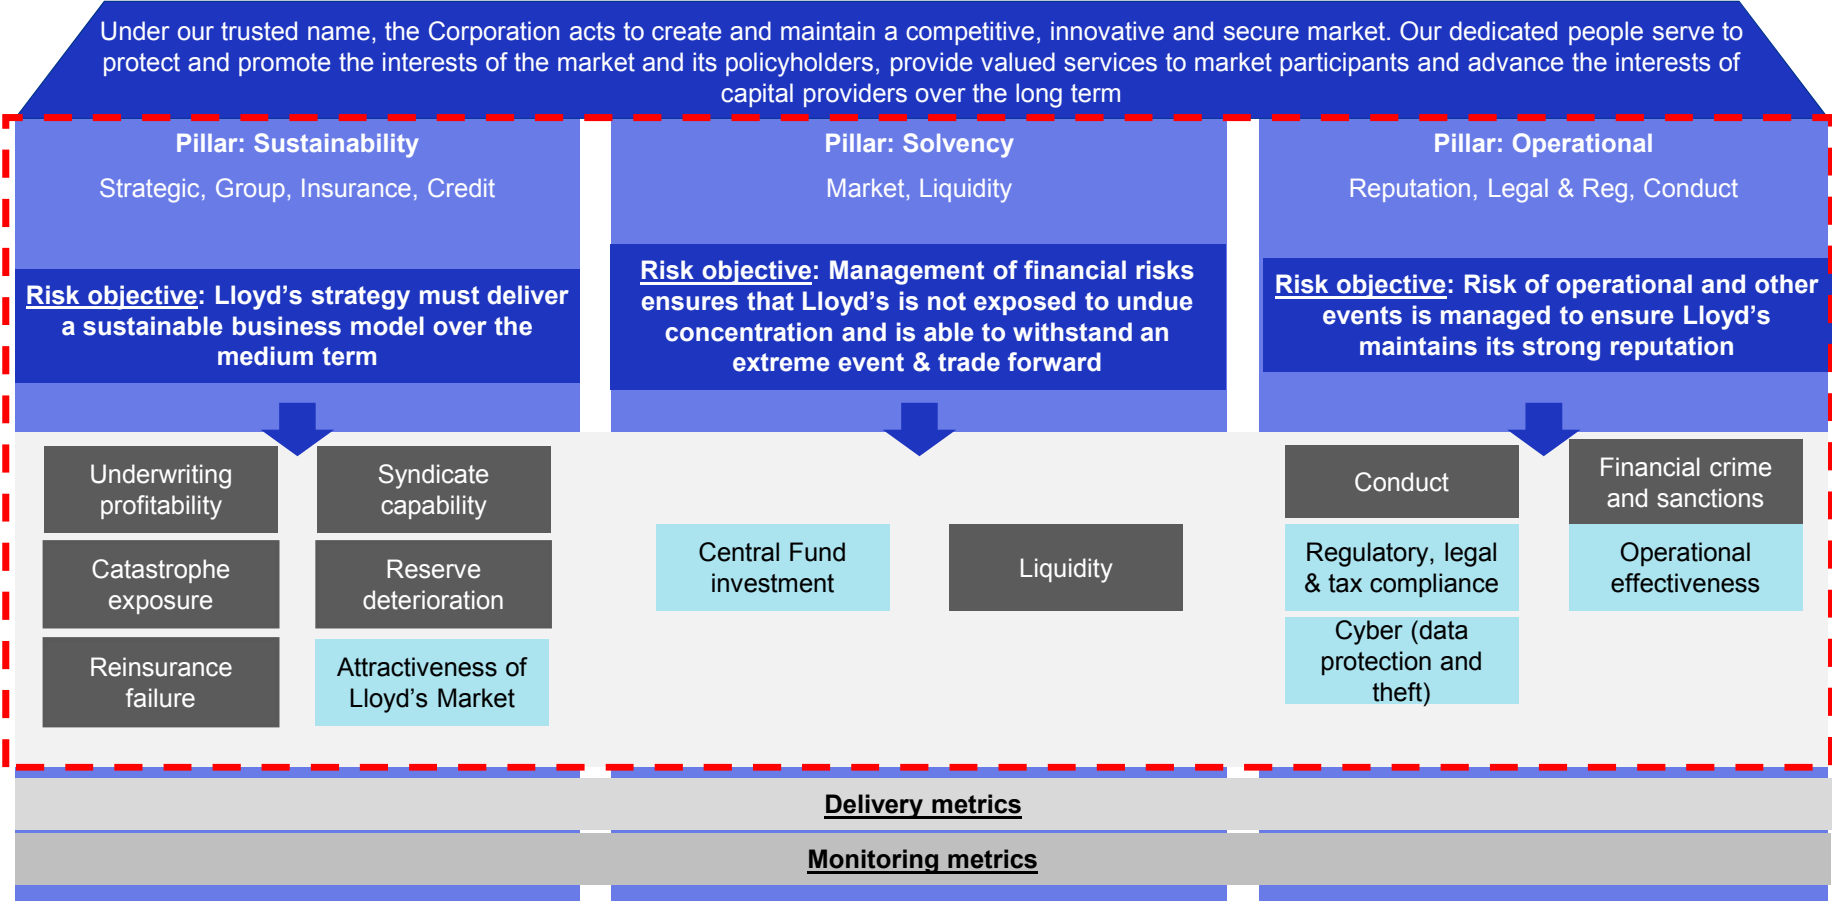 Under our trusted name, the Corporation acts to create and maintain a competitive, innovative and secure market. Our dedicated people serve to
protect and promote the interests of the market and its policyholders, provide valued services to market participants and advance the interests of
capital providers over the long term
Pillar: Sustainability
Strategic, Group, Insurance, Credit
Risk objective: Lloyd's strategy must deliver
a sustainable business model over the
medium term
Underwriting
profitability
Syndicate
capability
Catastrophe
exposure
Reserve
deterioration
Reinsurance
failure
Attractiveness of
Lloyd's Market
Pillar: Solvency
Market, Liquidity
Risk objective: Management of financial risks
ensures that Lloyd's is not exposed to undue
concentration and is able to withstand an
extreme event & trade forward
Central Fund
investment
Liquidity
Pillar: Operational
Reputation, Legal & Reg, Conduct
Risk objective: Risk of operational and other
events is managed to ensure Lloyd's
maintains its strong reputation
Conduct
Financial crime
and sanctions
Regulatory, legal
& tax compliance
Operational
effectiveness
Cyber (data
protection and
theft)
Delivery metrics
Monitoring metrics